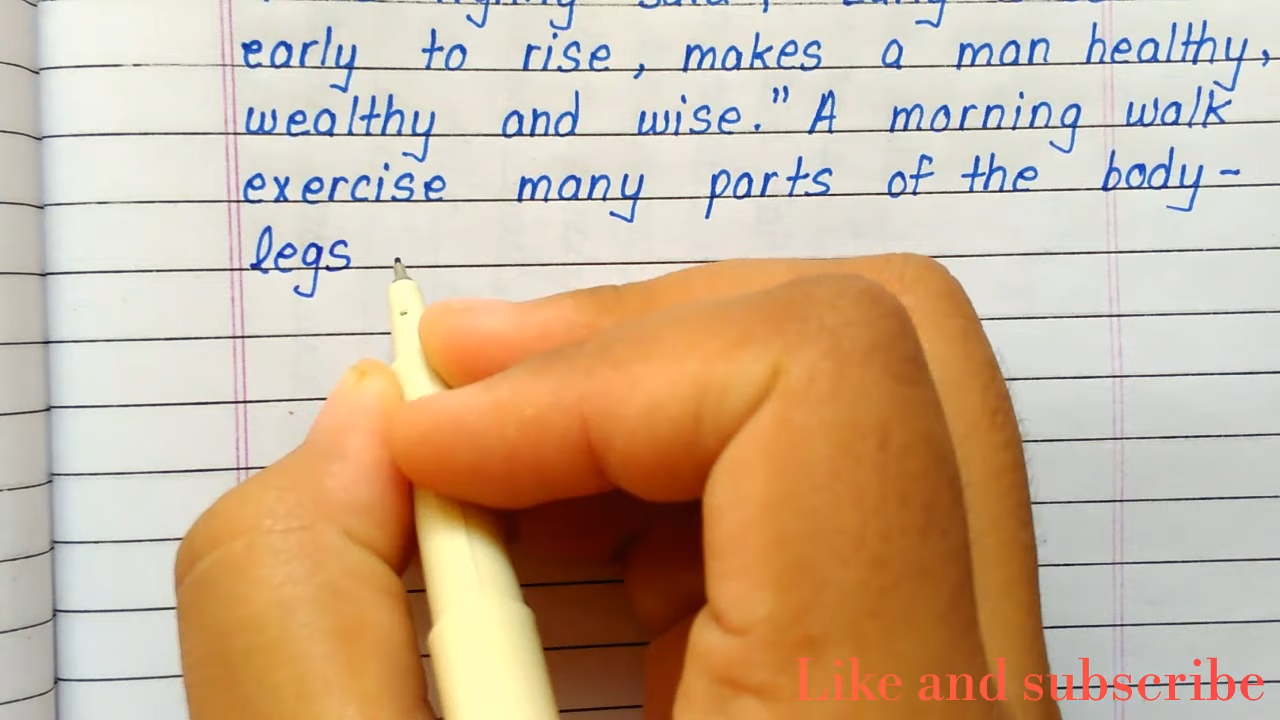 early to rise, makes a man healthy,
wealthy and wise." A morning walk
exercise many parts of the body-
legs
Like and subscribe